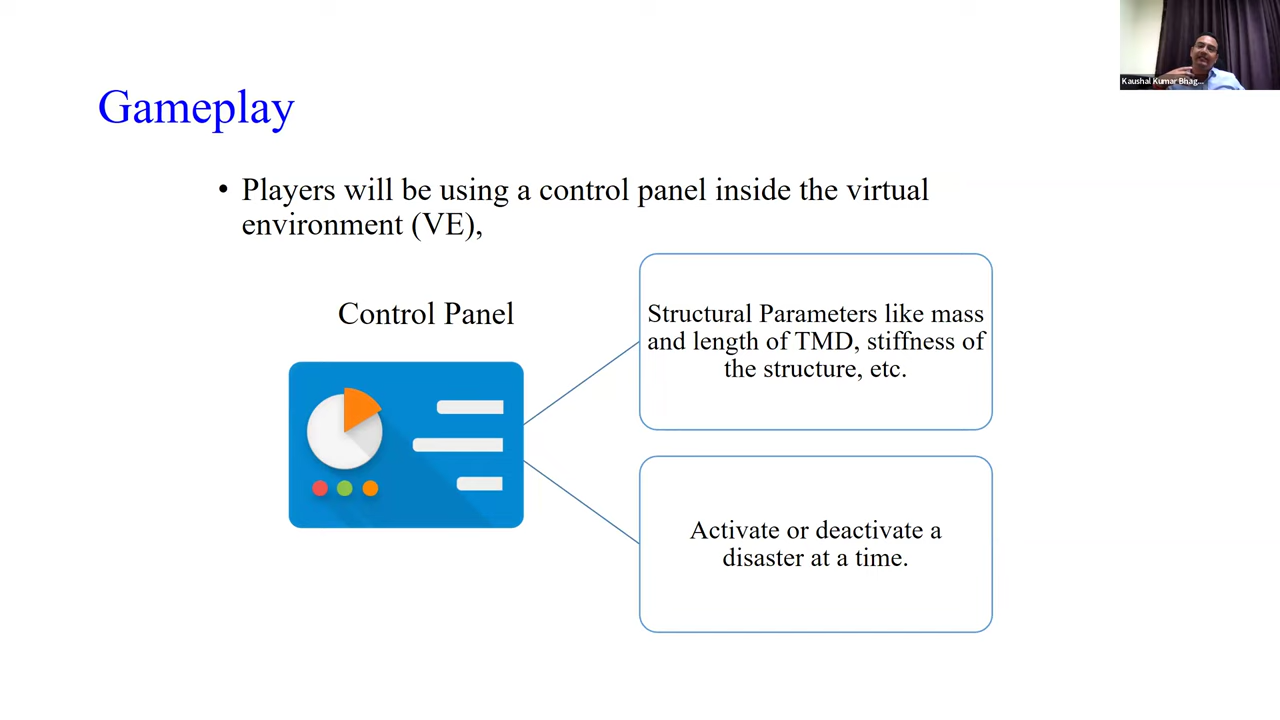 Kaushal Kumar Bhag...
Gameplay
• Players will be using a control panel inside the virtual
environment (VE),
Control Panel
Structural Parameters like mass
and length of TMD, stiffness of
the structure, etc.
Activate or deactivate a
disaster at a time.